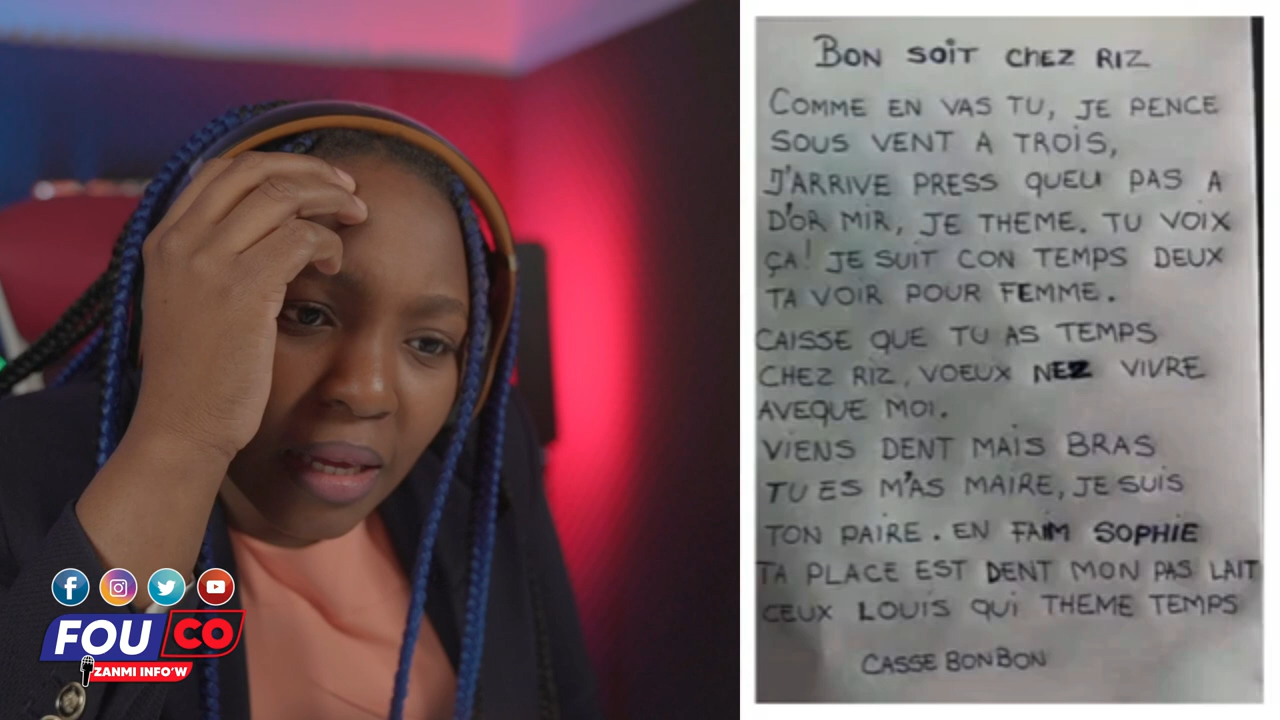 BON SOIT CHEZ RIZ
COMME EN VAS TU, JE PENCE
SOUS VENT A TROIS,
J'ARRIVE PRESS QUEU PAS A
D'OR MIR, JE THEME. TU VOIX
ÇA! JE SUIT CON TEMPS DEUX
TA VOIR POUR FEMME.
CAISSE QUE TU AS TEMPS
CHEZ RIZ, VOEUX NEZ VIVRE
AVEQUE MOI.
VIENS DENT MAIS BRAS
TU ES M'AS MAIRE, JE SUIS
TON PAIRE. EN FAIM SOPHIE
TA PLACE EST DENT MON PAS LAIT
CEUX LOUIS QUI THEME TEMPS
CASSE BONBON
FOU CO
ZANMI INFO'W